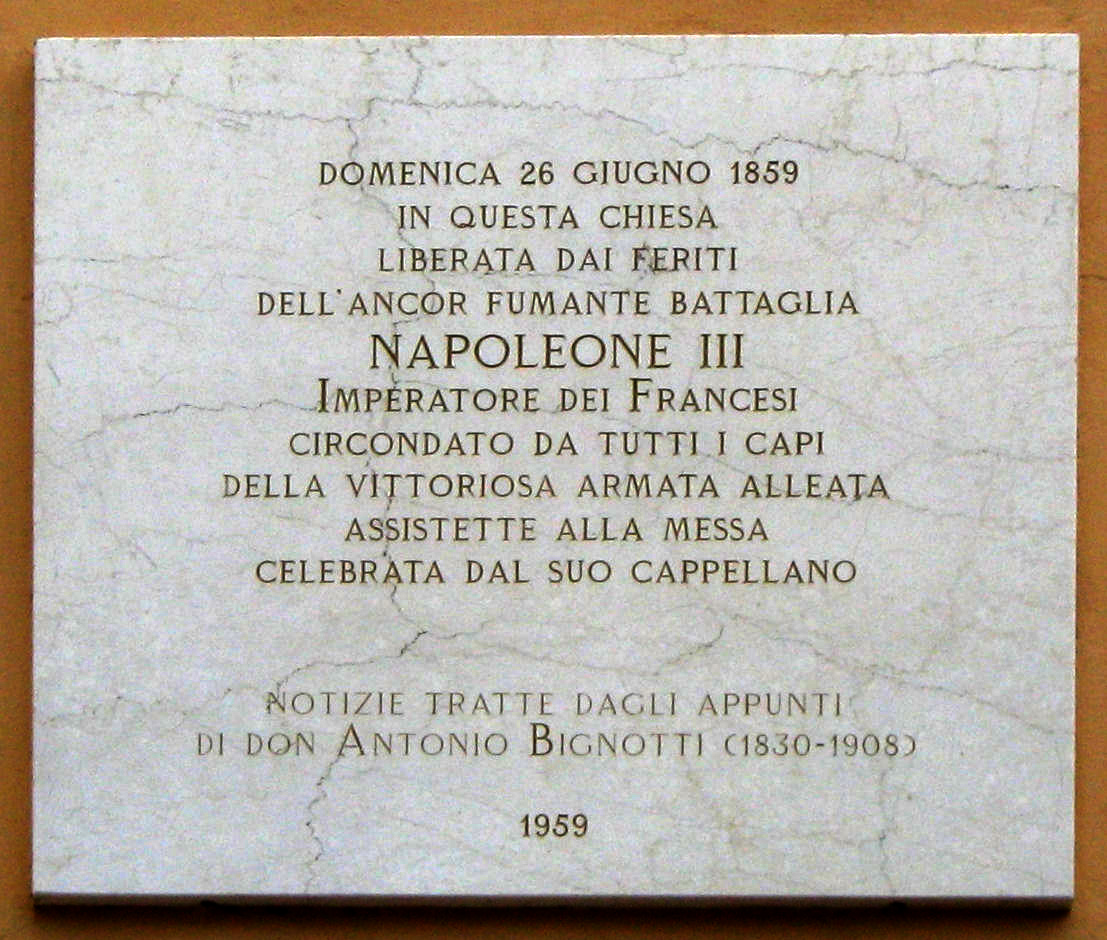 DOMENICA 26 GIUGNO 1859
IN QUESTA CHIESA
LIBERATA DAI FERITI
DELL'ANCOR FUMANTE BATTAGLIA
NAPOLEONE III
IMPERATORE DEI FRANCESI
CIRCONDATO DA TUTTI I CAPI
DELLA VITTORIOSA ARMATA ALLEATA
ASSISTETTE ALLA MESSA
CELEBRATA DAL SUO CAPPELLANO
NOTIZIE TRATTE DAGLI APPUNTI
DI DON ANTONIO BIGNOTTI (1830-1908)
1959